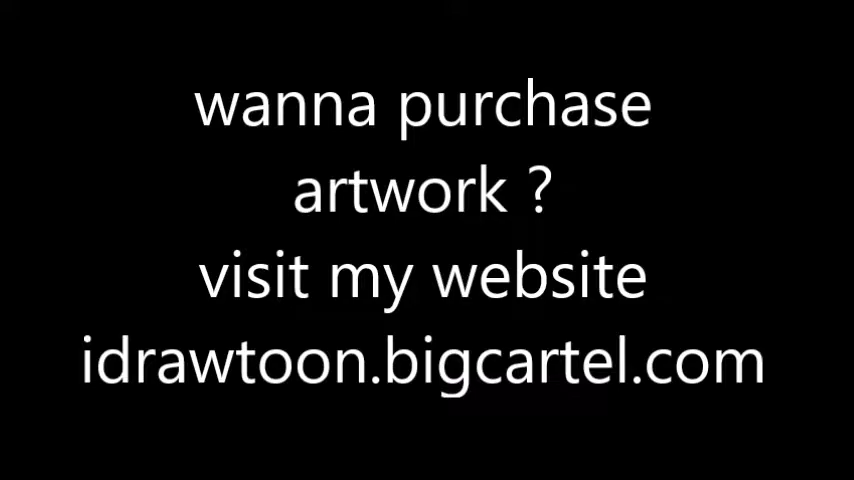 wanna purchase
artwork ?
visit my website
idrawtoon.bigcartel.com